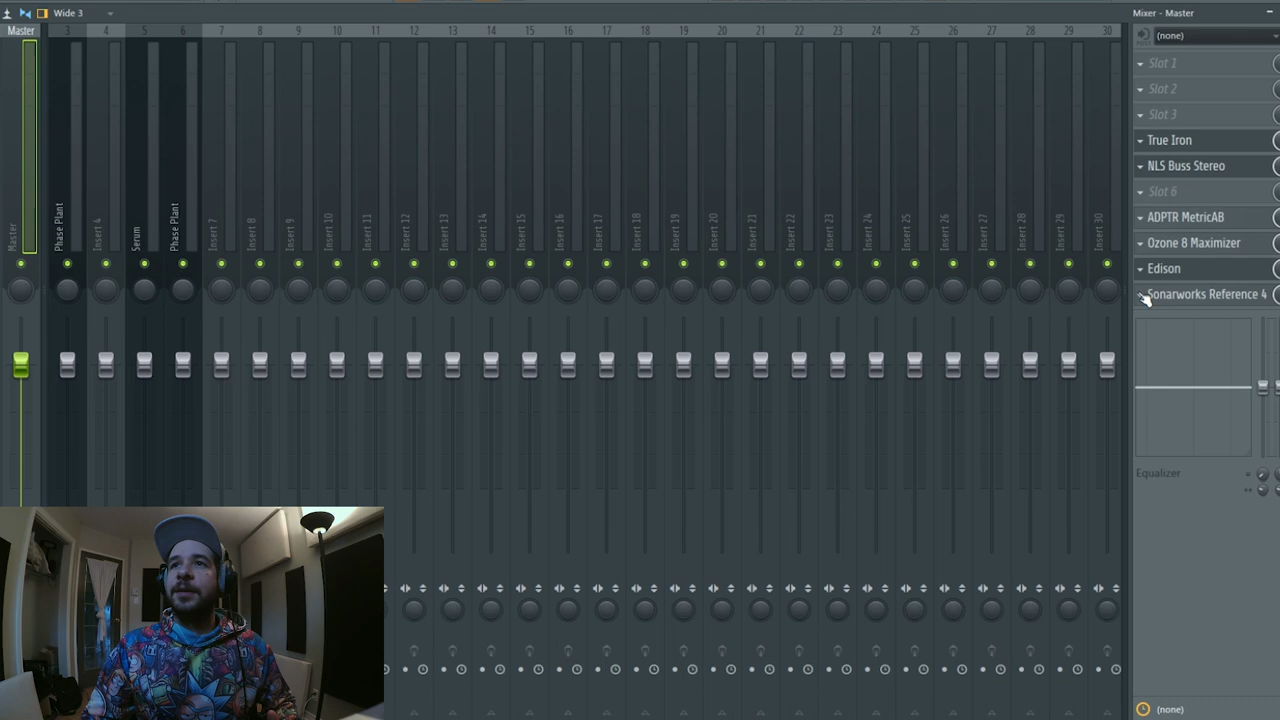 Wide 3
Mixer - Master
Master 3 4 5 6 7 8 9 10 11 12 13 14 15 16 17 18 19 20 21 22 23 24 25 26 27 28 29 30
(none)
Slot 1
Slot 2
Slot 3
True Iron
NLS Buss Stereo
Slot 6
ADPTR MetricAB
Ozone 8 Maximizer
Edison
Sonarworks Reference 4
Master
Phase Plant
Insert 4
Serum
Phase Plant
Insert 7
Insert 8
Insert 9
Insert 10
Insert 11
Insert 12
Insert 13
Insert 14
Insert 15
Insert 16
Insert 17
Insert 18
Insert 19
Insert 20
Insert 21
Insert 22
Insert 23
Insert 24
Insert 25
Insert 26
Insert 27
Insert 28
Insert 29
Insert 30
Equalizer
(none)